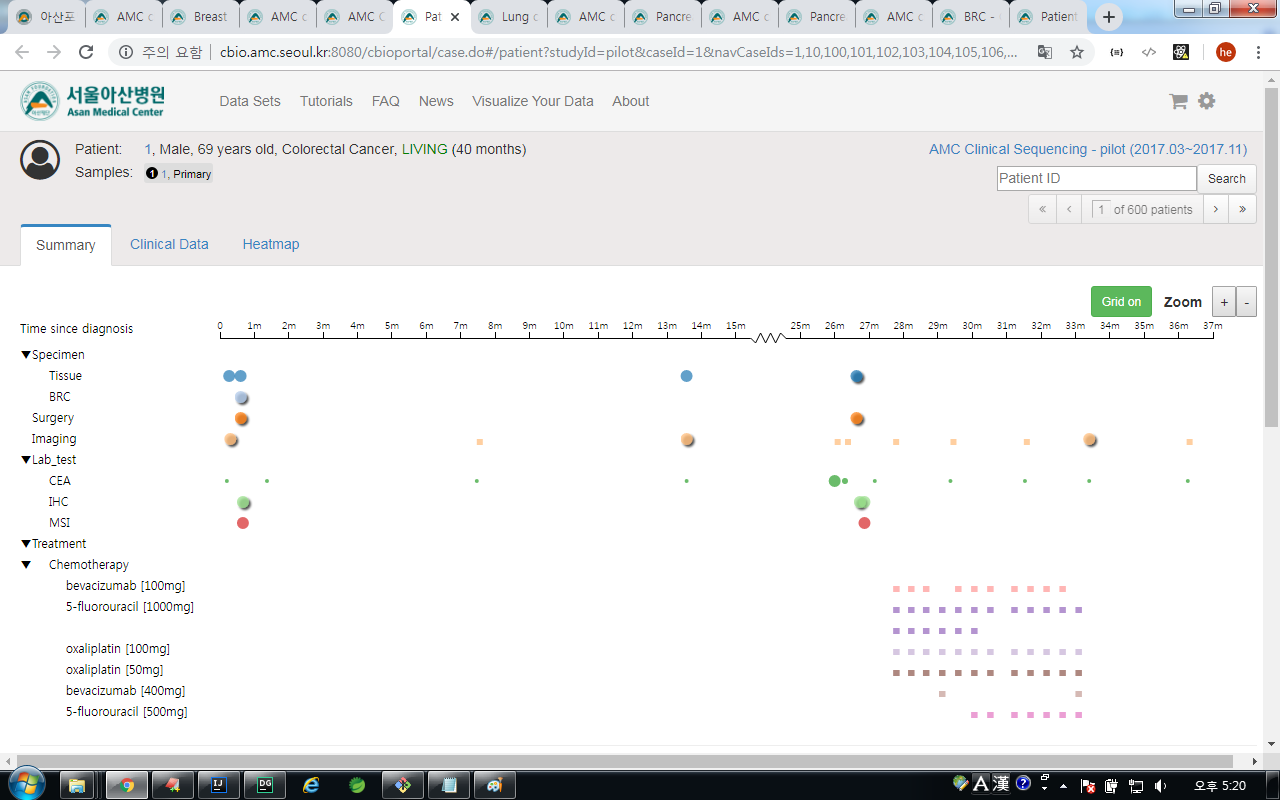 아산포
AMC c
Breast
AMC c
AMC C
Pat
Lung c
AMC c
Pancre
AMC c
Pancre
AMC c
BRC -
Patient
주의 요함
cbio.amc.seoul.kr:8080/cbioportal/case.do#/patient?studyId=pilot&caseId=1&navCaseIds=1,10,100,101,102,103,104,105,106,...
he
서울아산병원
Asan Medical Center
Data Sets Tutorials FAQ News Visualize Your Data About
Patient: 1, Male, 69 years old, Colorectal Cancer, LIVING (40 months)
AMC Clinical Sequencing - pilot (2017.03~2017.11)
Samples: 1 1, Primary
Patient ID Search
« ‹ 1 of 600 patients › »
Summary Clinical Data Heatmap
Grid on Zoom + -
Time since diagnosis
0 1m 2m 3m 4m 5m 6m 7m 8m 9m 10m 11m 12m 13m 14m 15m 25m 26m 27m 28m 29m 30m 31m 32m 33m 34m 35m 36m 37m
▼Specimen
Tissue
BRC
Surgery
Imaging
▼Lab_test
CEA
IHC
MSI
▼Treatment
▼ Chemotherapy
bevacizumab [100mg]
5-fluorouracil [1000mg]
oxaliplatin [100mg]
oxaliplatin [50mg]
bevacizumab [400mg]
5-fluorouracil [500mg]
IJ
DG
A 漢
오후 5:20